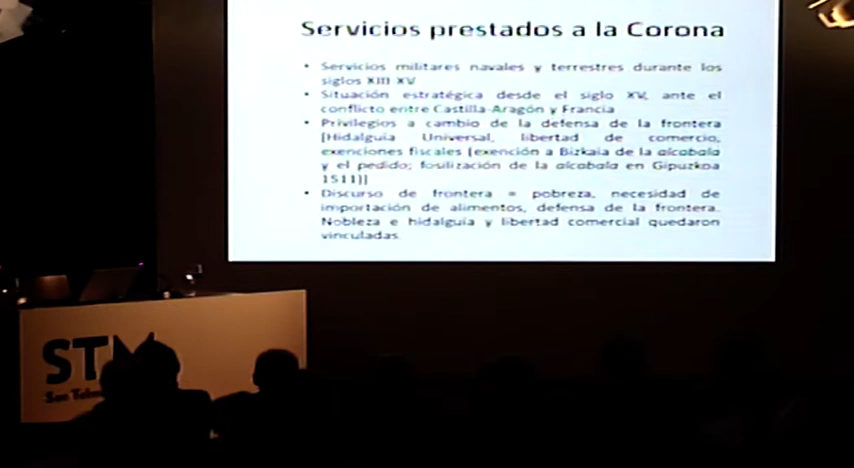 Servicios prestados a la Corona
• Servicios militares navales y terrestres durante los
siglos XIII XV
• Situación estratégica desde el siglo XV, ante el
conflicto entre Castilla-Aragón y Francia
• Privilegios a cambio de la defensa de la frontera
[Hidalguía Universal, libertad de comercio,
exenciones fiscales [exención a Bizkaia de la alcabala
y el pedido; fosilización de la alcabala en Gipuzkoa
1511)]
• Discurso de frontera = pobreza, necesidad de
importación de alimentos, defensa de la frontera.
Nobleza e hidalguía y libertad comercial quedaron
vinculadas.
ST
San